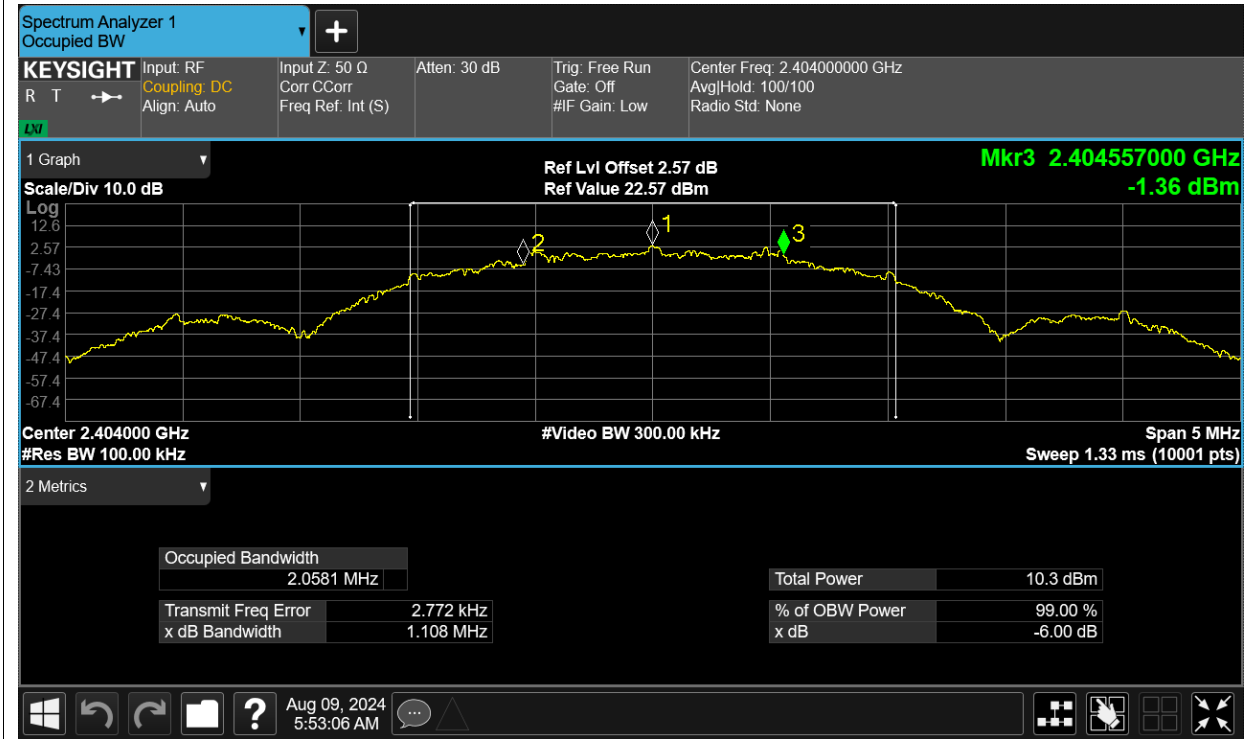 Spectrum Analyzer 1
Occupied BW
KEYSIGHT
R T
LXI
Input: RF
Coupling: DC
Align: Auto
Input Z: 50 Ω
Corr CCorr
Freq Ref: Int (S)
Atten: 30 dB
Trig: Free Run
Gate: Off
#IF Gain: Low
Center Freq: 2.404000000 GHz
Avg|Hold: 100/100
Radio Std: None
1 Graph
Scale/Div 10.0 dB
Ref Lvl Offset 2.57 dB
Ref Value 22.57 dBm
Mkr3 2.404557000 GHz
-1.36 dBm
Log
12.6
2.57
-7.43
-17.4
-27.4
-37.4
-47.4
-57.4
-67.4
2
1
3
Center 2.404000 GHz
#Video BW 300.00 kHz
Span 5 MHz
#Res BW 100.00 kHz
Sweep 1.33 ms (10001 pts)
2 Metrics
Occupied Bandwidth
2.0581 MHz
Total Power 10.3 dBm
Transmit Freq Error 2.772 kHz
% of OBW Power 99.00 %
x dB Bandwidth 1.108 MHz
x dB -6.00 dB
?
Aug 09, 2024
5:53:06 AM